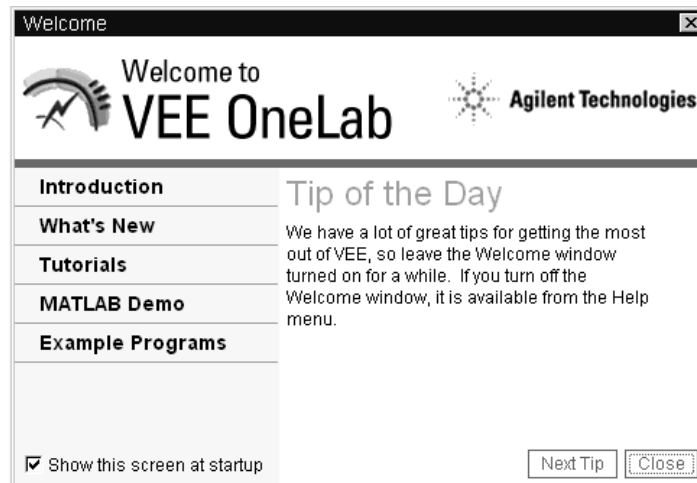 Welcome
Welcome to
VEE OneLab
Agilent Technologies
Introduction
What's New
Tutorials
MATLAB Demo
Example Programs
Tip of the Day
We have a lot of great tips for getting the most
out of VEE, so leave the Welcome window
turned on for a while. If you turn off the
Welcome window, it is available from the Help
menu.
Show this screen at startup
Next Tip
Close